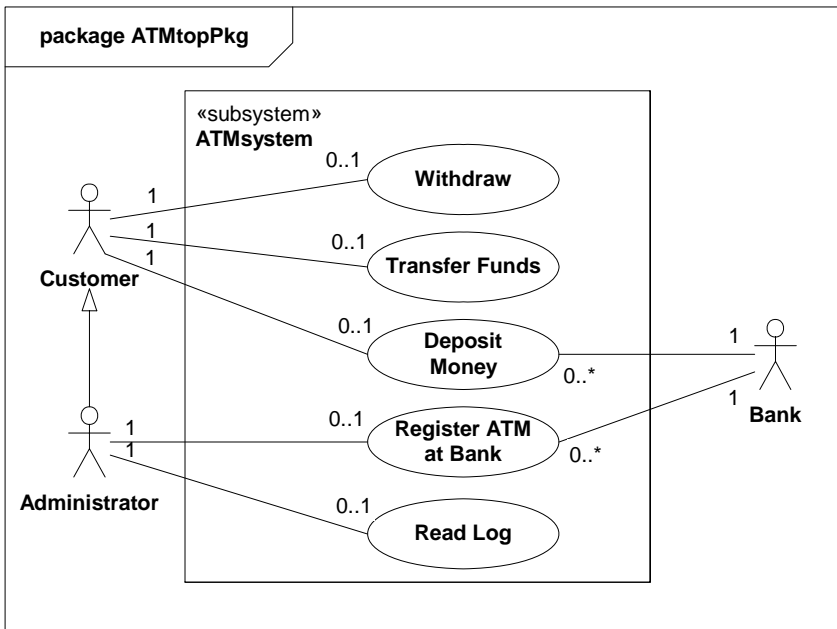 package ATMtopPkg
«subsystem»
ATMsystem
0..1
Withdraw
1
1
0..1
Transfer Funds
1
Customer
0..1
Deposit
Money
1
0..*
1
Bank
1
1
0..1
Register ATM
at Bank
0..*
Administrator
0..1
Read Log